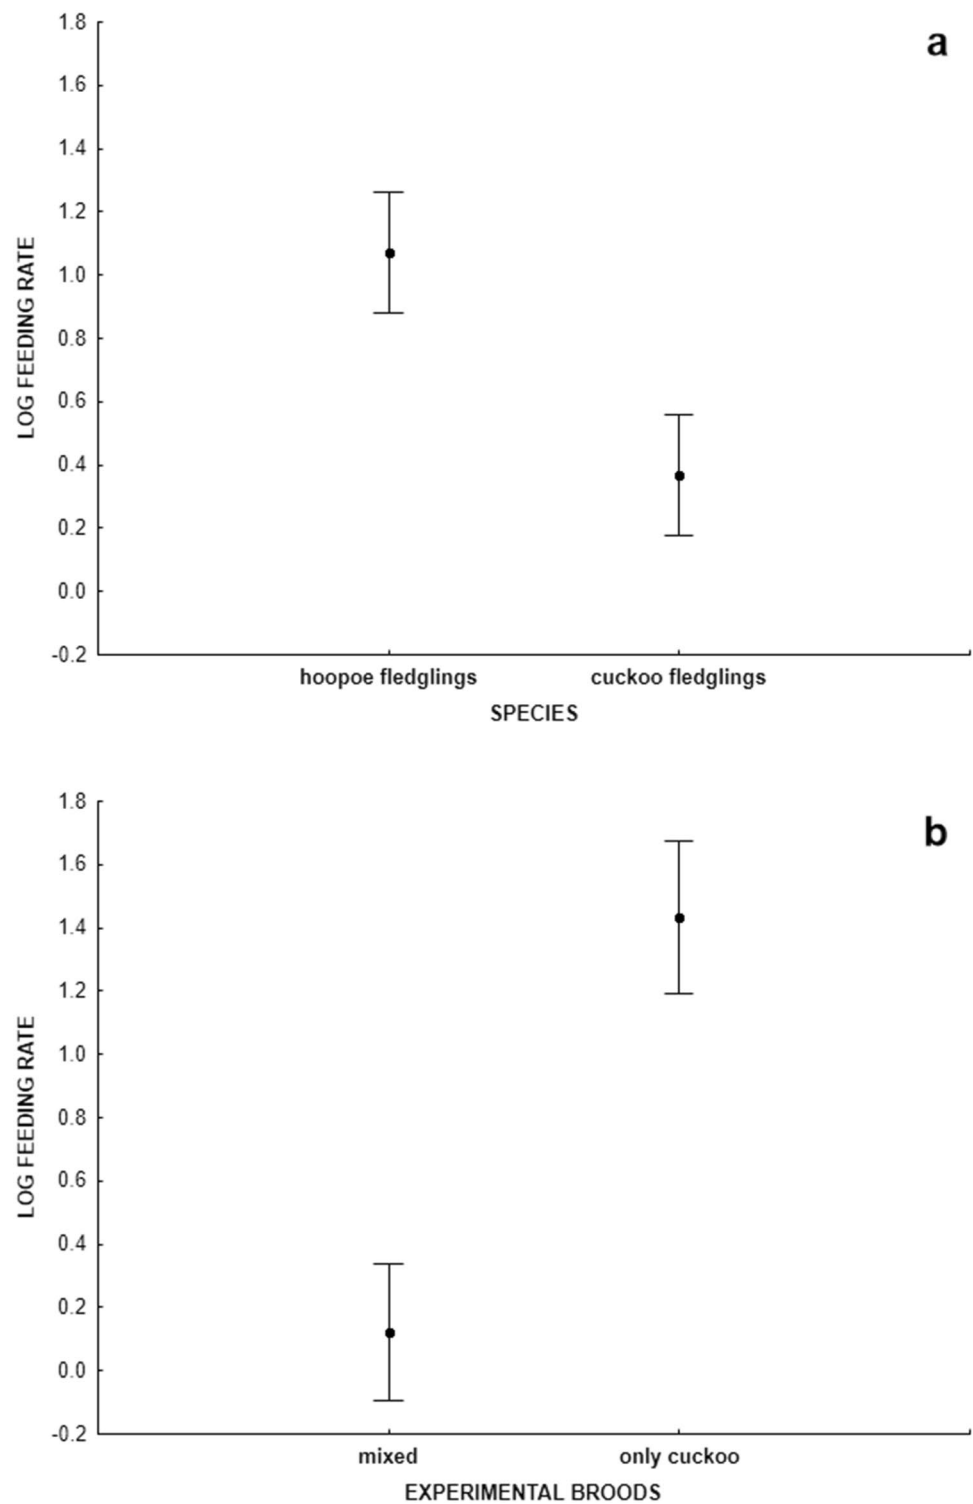 a
1.8
1.6
1.4
1.2
1.0
0.8
0.6
0.4
0.2
0.0
-0.2
LOG FEEDING RATE
hoopoe fledglings cuckoo fledglings
SPECIES
b
1.8
1.6
1.4
1.2
1.0
0.8
0.6
0.4
0.2
0.0
-0.2
LOG FEEDING RATE
mixed only cuckoo
EXPERIMENTAL BROODS